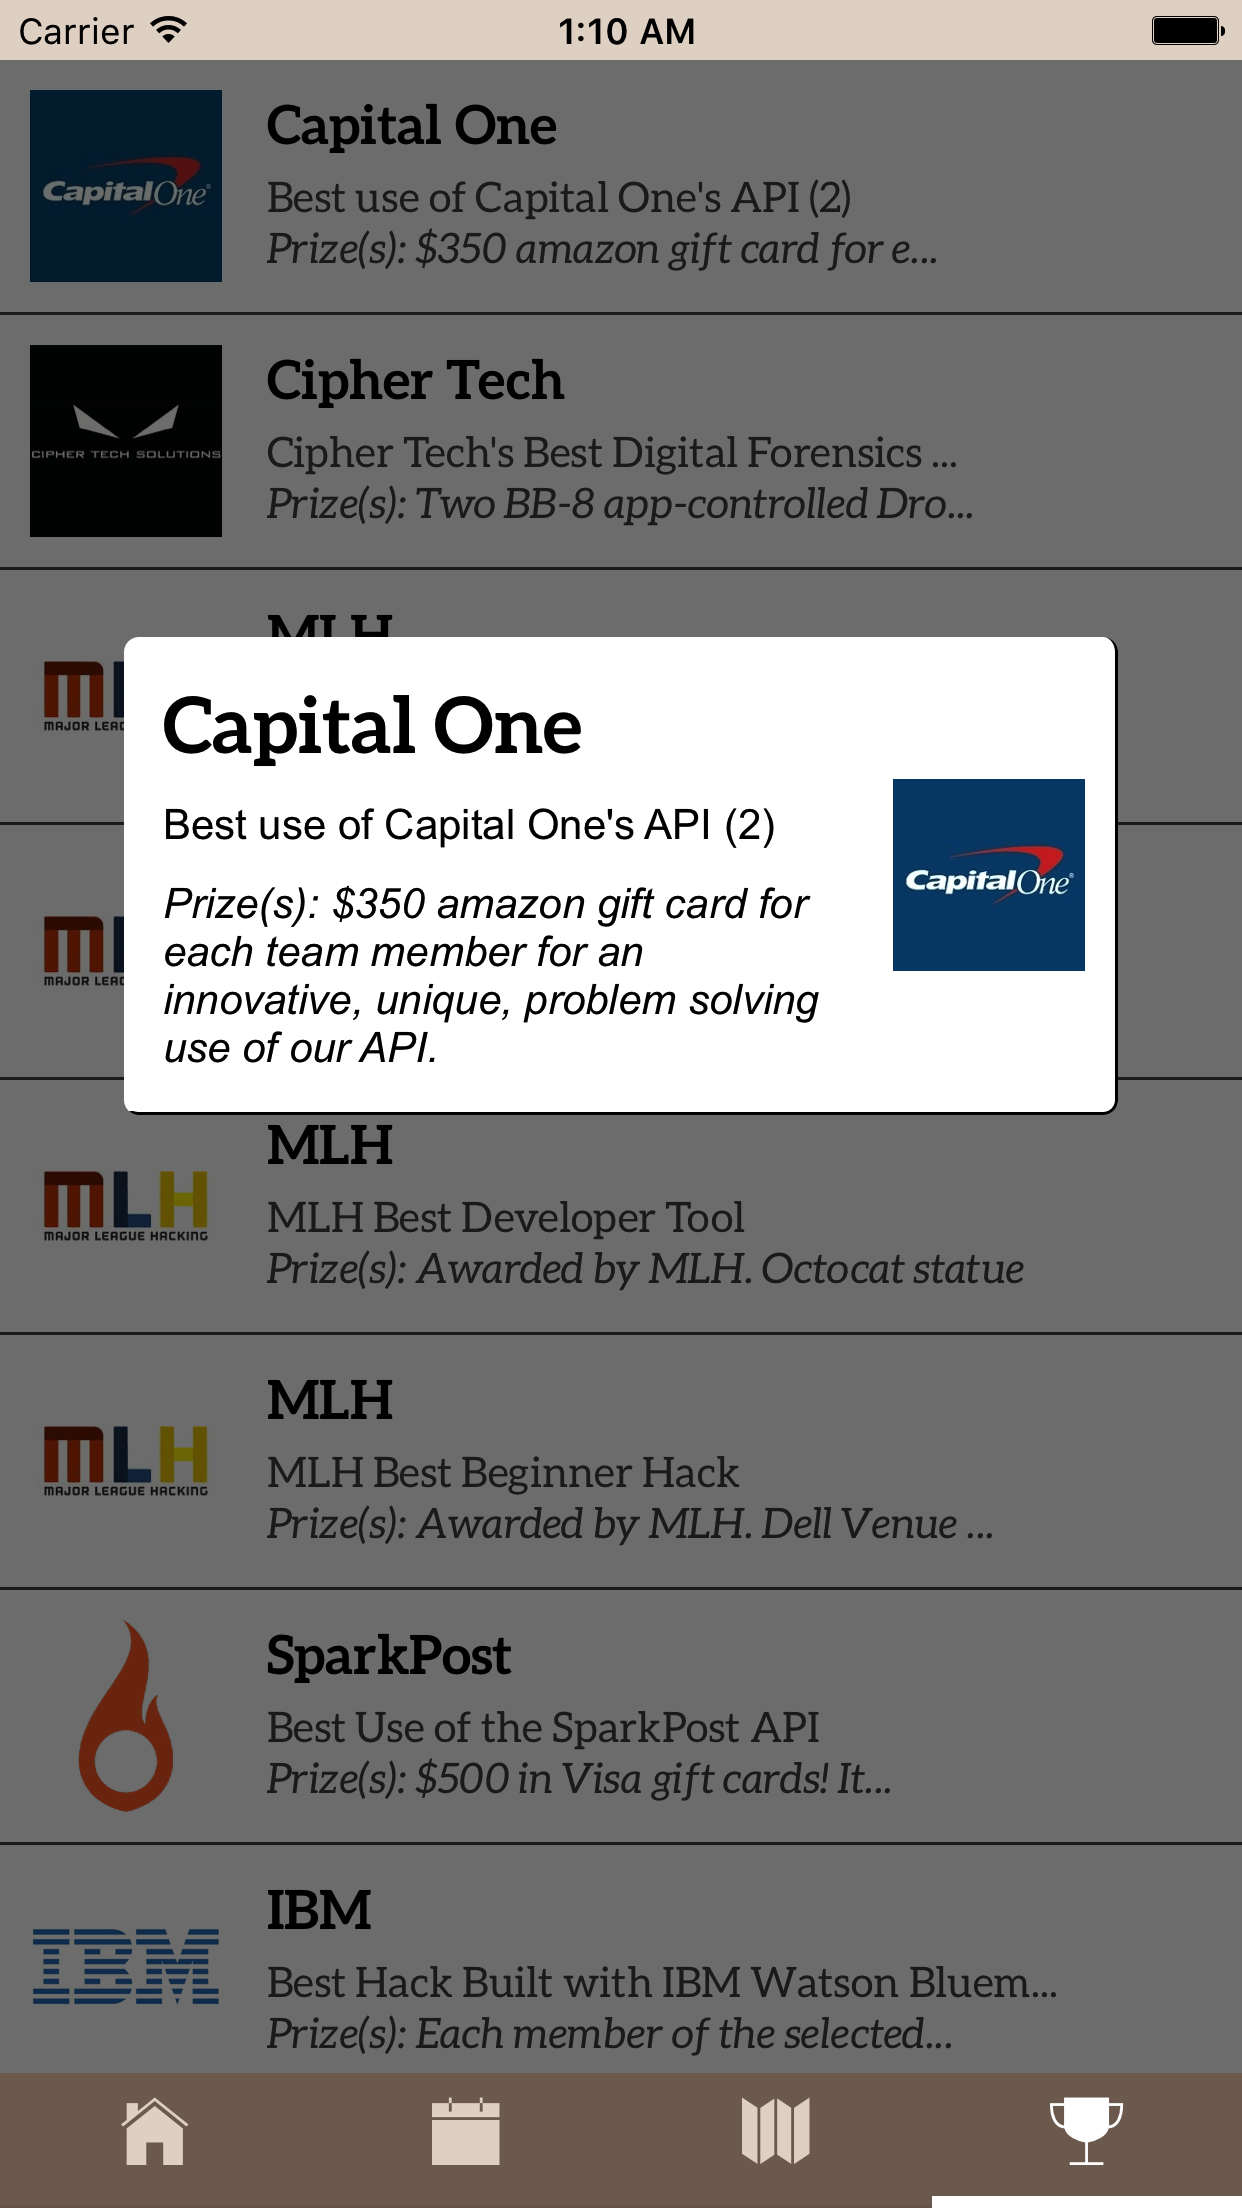 Carrier 1:10 AM
CapitalOne
Capital One
Best use of Capital One's API (2)
Prize(s): $350 amazon gift card for e...
CIPHER TECH SOLUTIONS
Cipher Tech
Cipher Tech's Best Digital Forensics ...
Prize(s): Two BB-8 app-controlled Dro...
MLH
Capital One
Best use of Capital One's API (2)
Prize(s): $350 amazon gift card for
each team member for an
innovative, unique, problem solving
use of our API.
CapitalOne
MLH
MAJOR LEAGUE HACKING
MLH
MLH Best Developer Tool
Prize(s): Awarded by MLH. Octocat statue
MLH
MAJOR LEAGUE HACKING
MLH
MLH Best Beginner Hack
Prize(s): Awarded by MLH. Dell Venue ...
SparkPost
Best Use of the SparkPost API
Prize(s): $500 in Visa gift cards! It...
IBM
IBM
Best Hack Built with IBM Watson Bluem...
Prize(s): Each member of the selected...